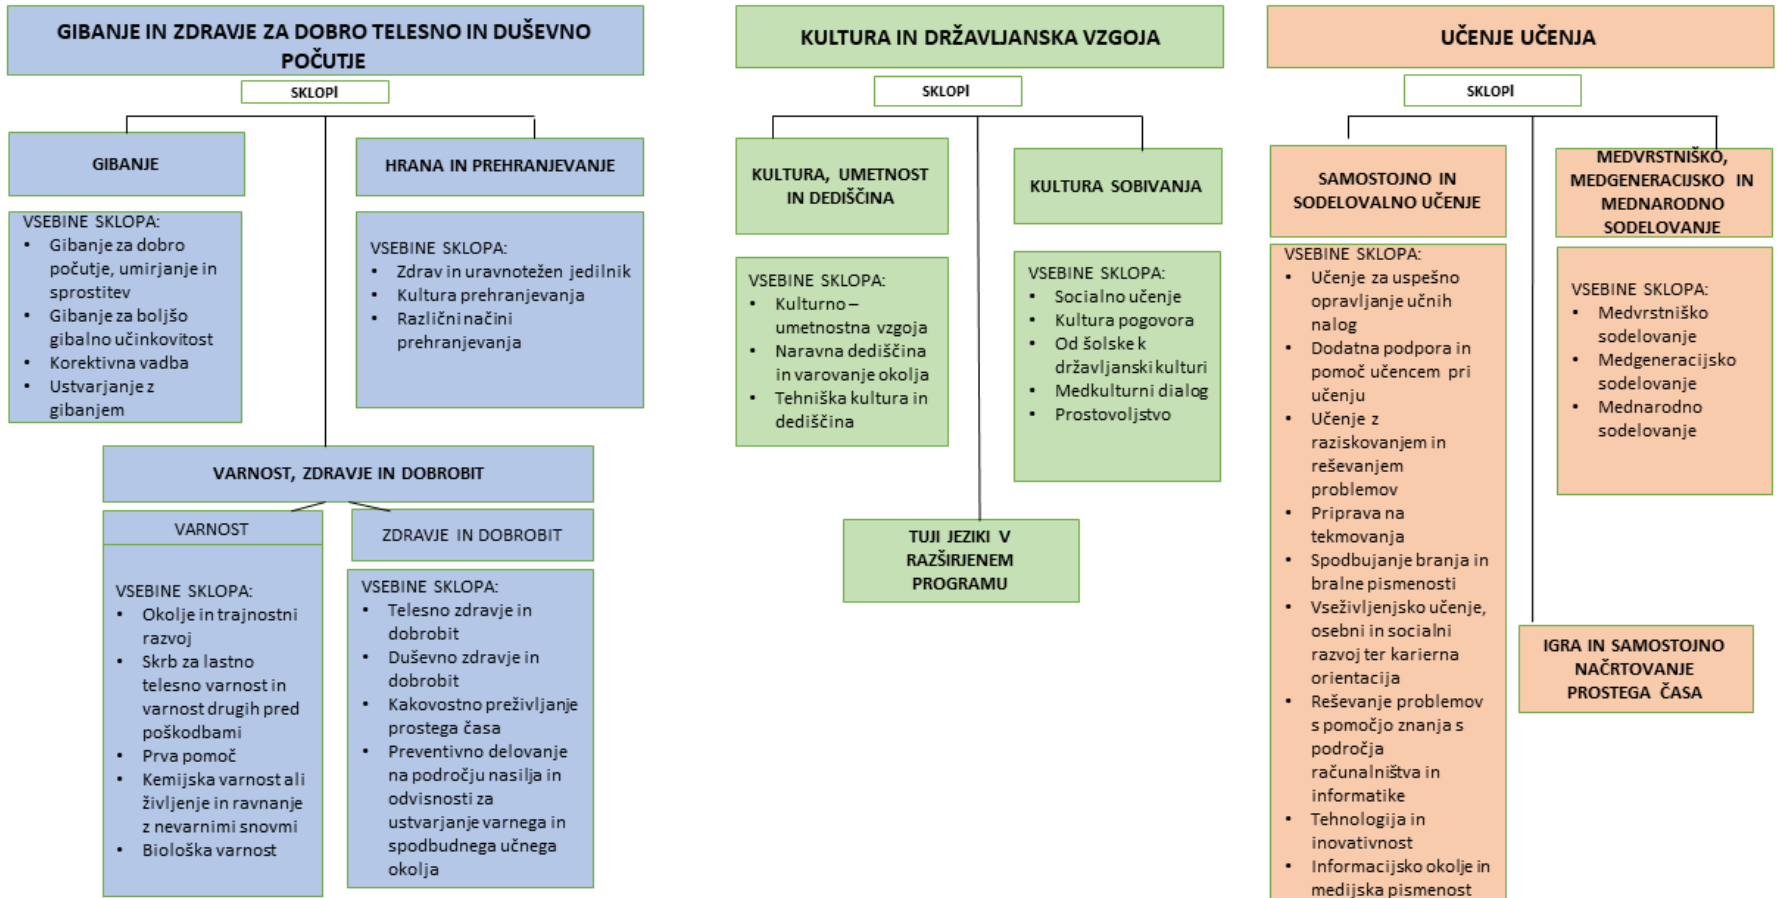 GIBANJE IN ZDRAVJE ZA DOBRO TELESNO IN DUŠEVNO
POČUTJE
SKLOPI
GIBANJE
VSEBINE SKLOPA:
• Gibanje za dobro
počutje, umirjanje in
sprostitev
• Gibanje za boljšo
gibalno učinkovitost
• Korektivna vadba
• Ustvarjanje z
gibanjem
HRANA IN PREHRANJEVANJE
VSEBINE SKLOPA:
• Zdrav in uravnotežen jedilnik
• Kultura prehranjevanja
• Različni načini
prehranjevanja
VARNOST, ZDRAVJE IN DOBROBIT
VARNOST
VSEBINE SKLOPA:
• Okolje in trajnostni
razvoj
• Skrb za lastno
telesno varnost in
varnost drugih pred
poškodbami
• Prva pomoč
• Kemijska varnost ali
življenje in ravnanje
z nevarnimi snovmi
• Biološka varnost
ZDRAVJE IN DOBROBIT
VSEBINE SKLOPA:
• Telesno zdravje in
dobrobit
• Duševno zdravje in
dobrobit
• Kakovostno preživljanje
prostega časa
• Preventivno delovanje
na področju nasilja in
odvisnosti za
ustvarjanje varnega in
spodbudnega učnega
okolja
KULTURA IN DRŽAVLJANSKA VZGOJA
SKLOPI
KULTURA, UMETNOST
IN DEDIŠČINA
VSEBINE SKLOPA:
• Kulturno –
umetnostna vzgoja
• Naravna dediščina
in varovanje okolja
• Tehniška kultura in
dediščina
KULTURA SOBIVANJA
VSEBINE SKLOPA:
• Socialno učenje
• Kultura pogovora
• Od šolske k
državljanski kulturi
• Medkulturni dialog
• Prostovoljstvo
TUJI JEZIKI V
RAZŠIRJENEM
PROGRAMU
UČENJE UČENJA
SKLOPI
SAMOSTOJNO IN
SODELOVALNO UČENJE
VSEBINE SKLOPA:
• Učenje za uspešno
opravljanje učnih
nalog
• Dodatna podpora in
pomoč učencem pri
učenju
• Učenje z
raziskovanjem in
reševanjem
problemov
• Priprava na
tekmovanja
• Spodbujanje branja in
bralne pismenosti
• Vseživljenjsko učenje,
osebni in socialni
razvoj ter karierna
orientacija
• Reševanje problemov
s pomočjo znanja s
področja
računalništva in
informatike
• Tehnologija in
inovativnost
• Informacijsko okolje in
medijska pismenost
MEDVRSTNIŠKO,
MEDGENERACIJSKO IN
MEDNARODNO
SODELOVANJE
VSEBINE SKLOPA:
• Medvrstniško
sodelovanje
• Medgeneracijsko
sodelovanje
• Mednarodno
sodelovanje
IGRA IN SAMOSTOJNO
NAČRTOVANJE
PROSTEGA ČASA